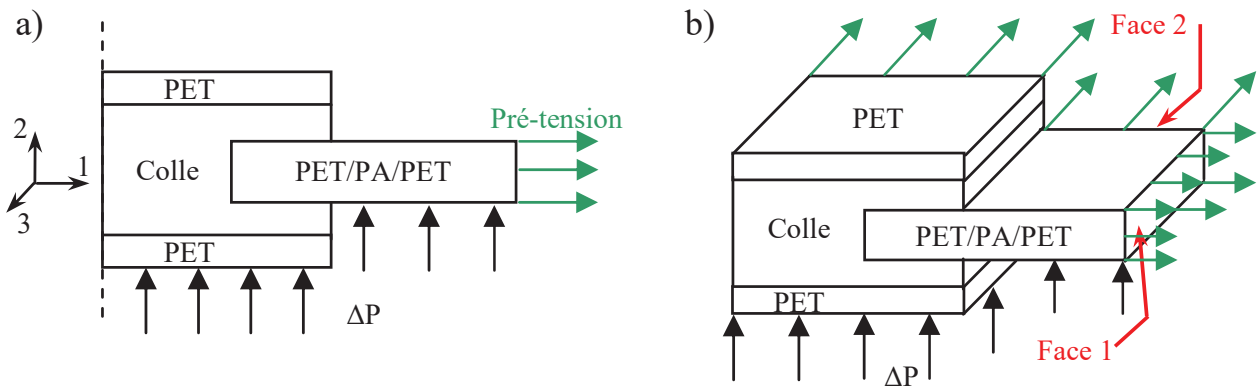 a)
PET
Pré-tension
2
1
3
Colle
PET/PA/PET
PET
ΔP
b)
Face 2
PET
Colle
PET/PA/PET
PET
Face 1
ΔP